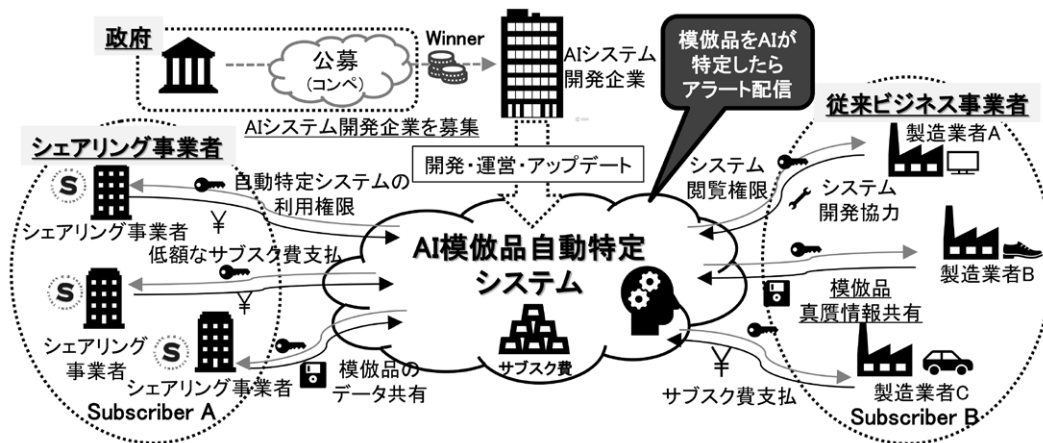 政府
公募
(コンペ)
Winner
AIシステム
開発企業
AIシステム開発企業を募集
模倣品をAIが
特定したら
アラート配信
従来ビジネス事業者
シェアリング事業者
開発・運営・アップデート
製造業者A
システム
閲覧権限
システム
開発協力
S
自動特定システムの
利用権限
¥
シェアリング事業者
低額なサブスク費支払
AI模倣品自動特定
システム
製造業者B
S
¥
シェアリング
事業者
模倣品
真贋情報共有
S
シェアリング事業者
模倣品の
データ共有
サブスク費
¥
サブスク費支払
製造業者C
Subscriber A
Subscriber B